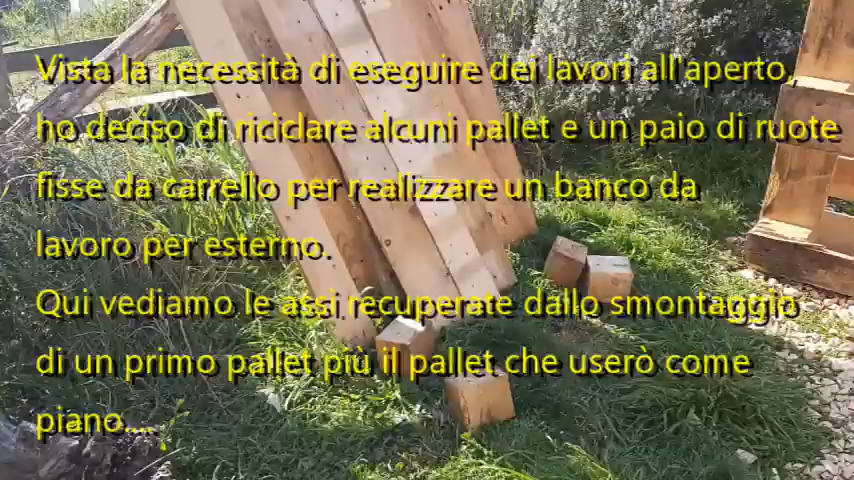 Vista la necessità di eseguire dei lavori all'aperto,
ho deciso di riciclare alcuni pallet e un paio di ruote
fisse da carrello per realizzare un banco da
lavoro per esterno.
Qui vediamo le assi recuperate dallo smontaggio
di un primo pallet più il pallet che userò come
piano....